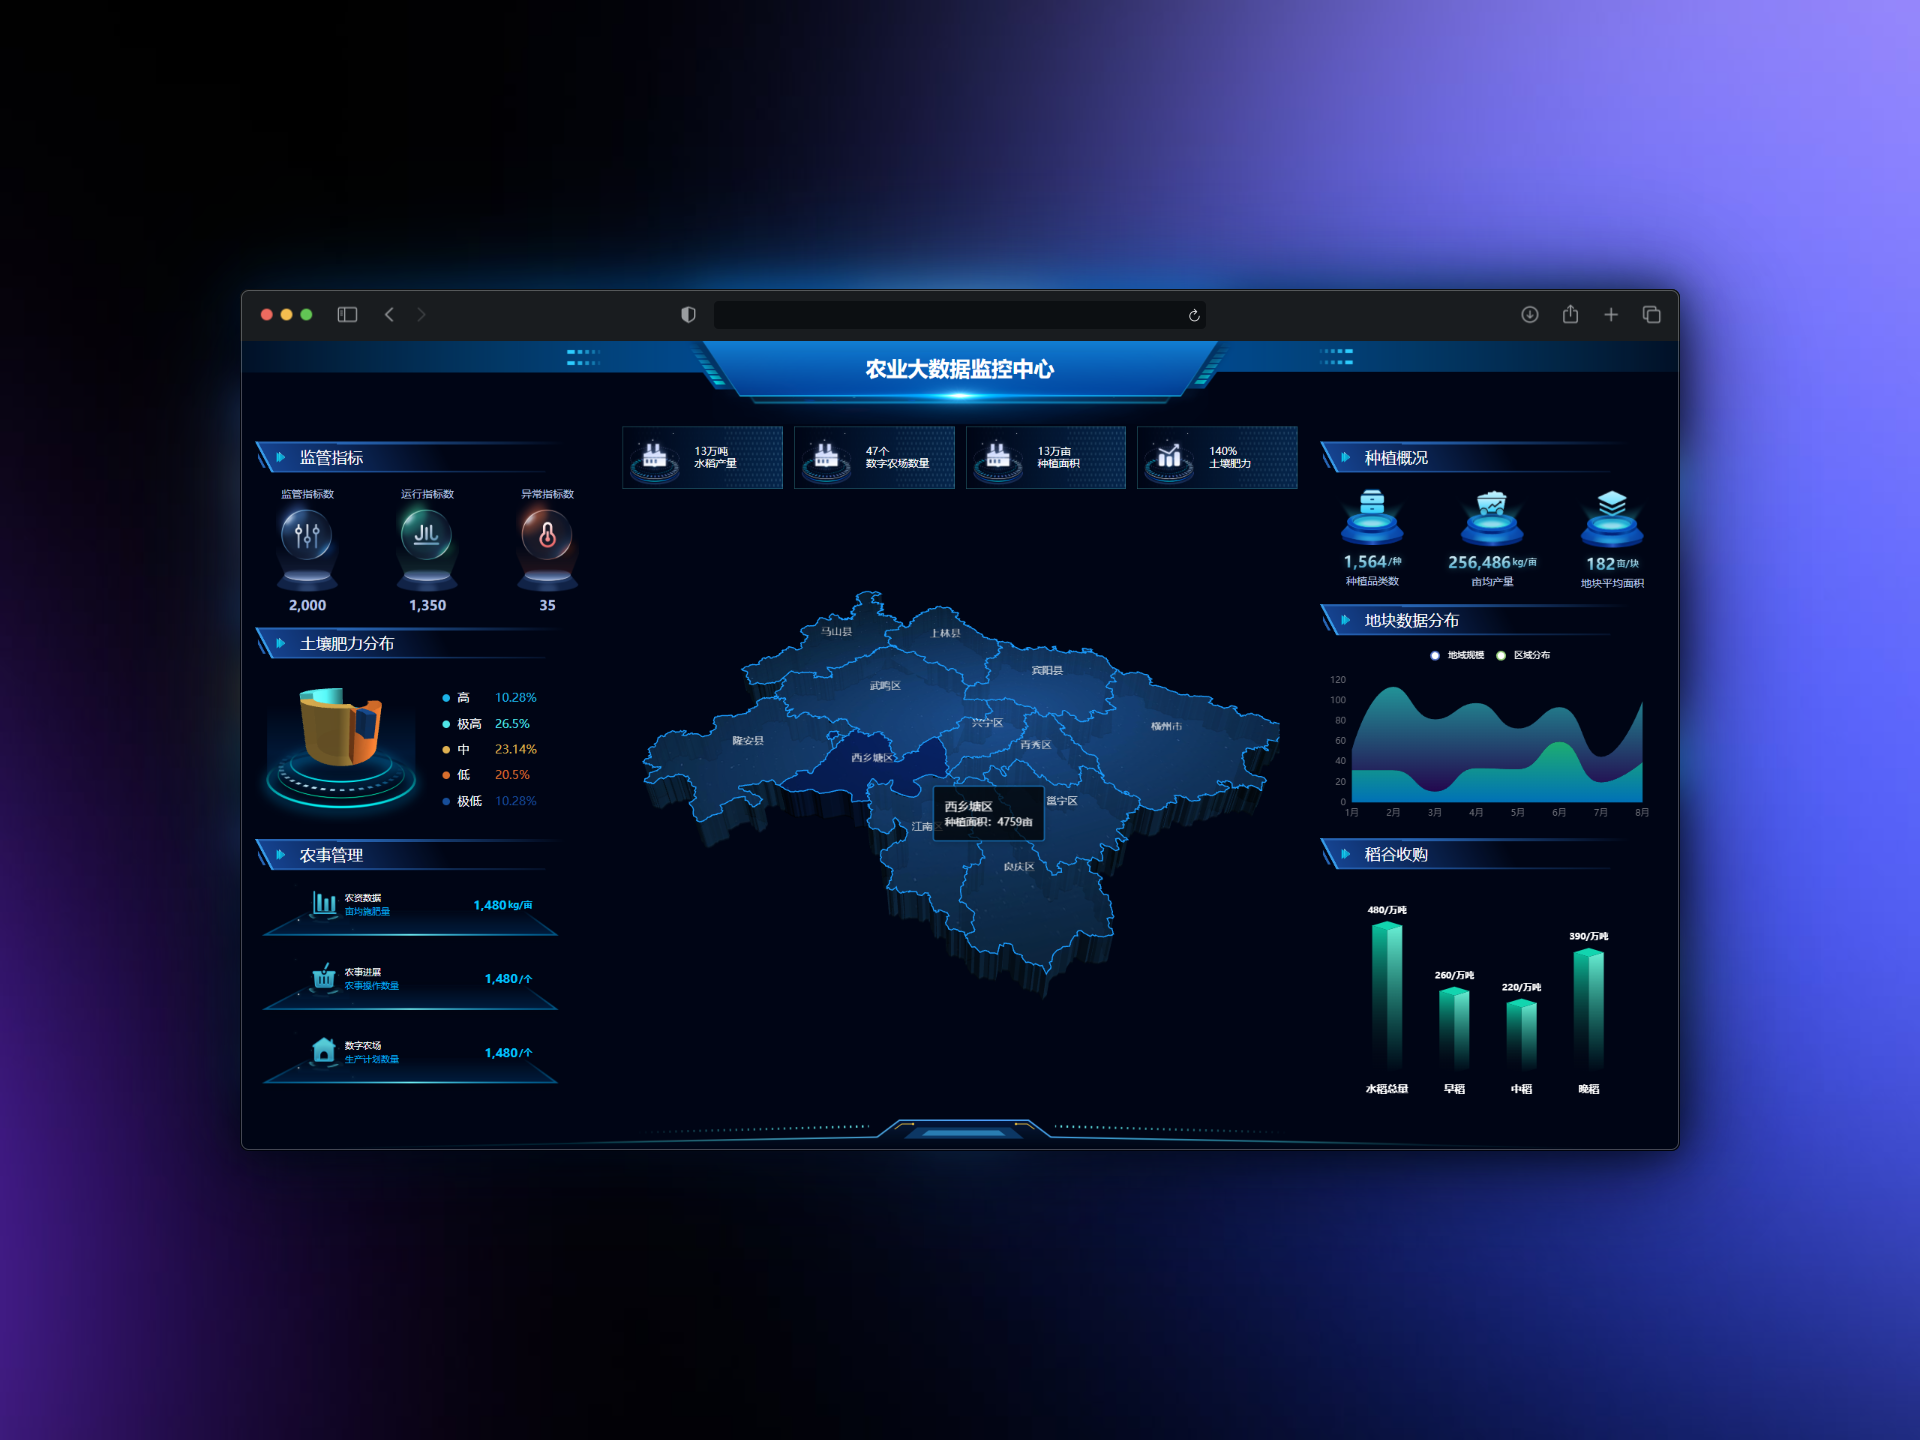 农业大数据监控中心
监管指标
监管指标数
运行指标数
异常指标数
2,000
1,350
35
土壤肥力分布
高 10.28%
极高 26.5%
中 23.14%
低 20.5%
极低 10.28%
农事管理
农资数据
亩均施肥量
1,480kg/亩
农事进展
农事操作数量
1,480/个
数字农场
生产计划数量
1,480/个
13万吨
水稻产量
47个
数字农场数量
13万亩
种植面积
140%
土壤肥力
马山县
上林县
宾阳县
武鸣区
兴宁区
横州市
隆安县
青秀区
西乡塘区
邕宁区
江南区
良庆区
西乡塘区
种植面积：4759亩
种植概况
1,564/种
种植品类数
256,486kg/亩
亩均产量
182亩/块
地块平均面积
地块数据分布
地域规模
区域分布
120
100
80
60
40
20
0
1月 2月 3月 4月 5月 6月 7月 8月
稻谷收购
480/万吨
260/万吨
220/万吨
390/万吨
水稻总量
早稻
中稻
晚稻